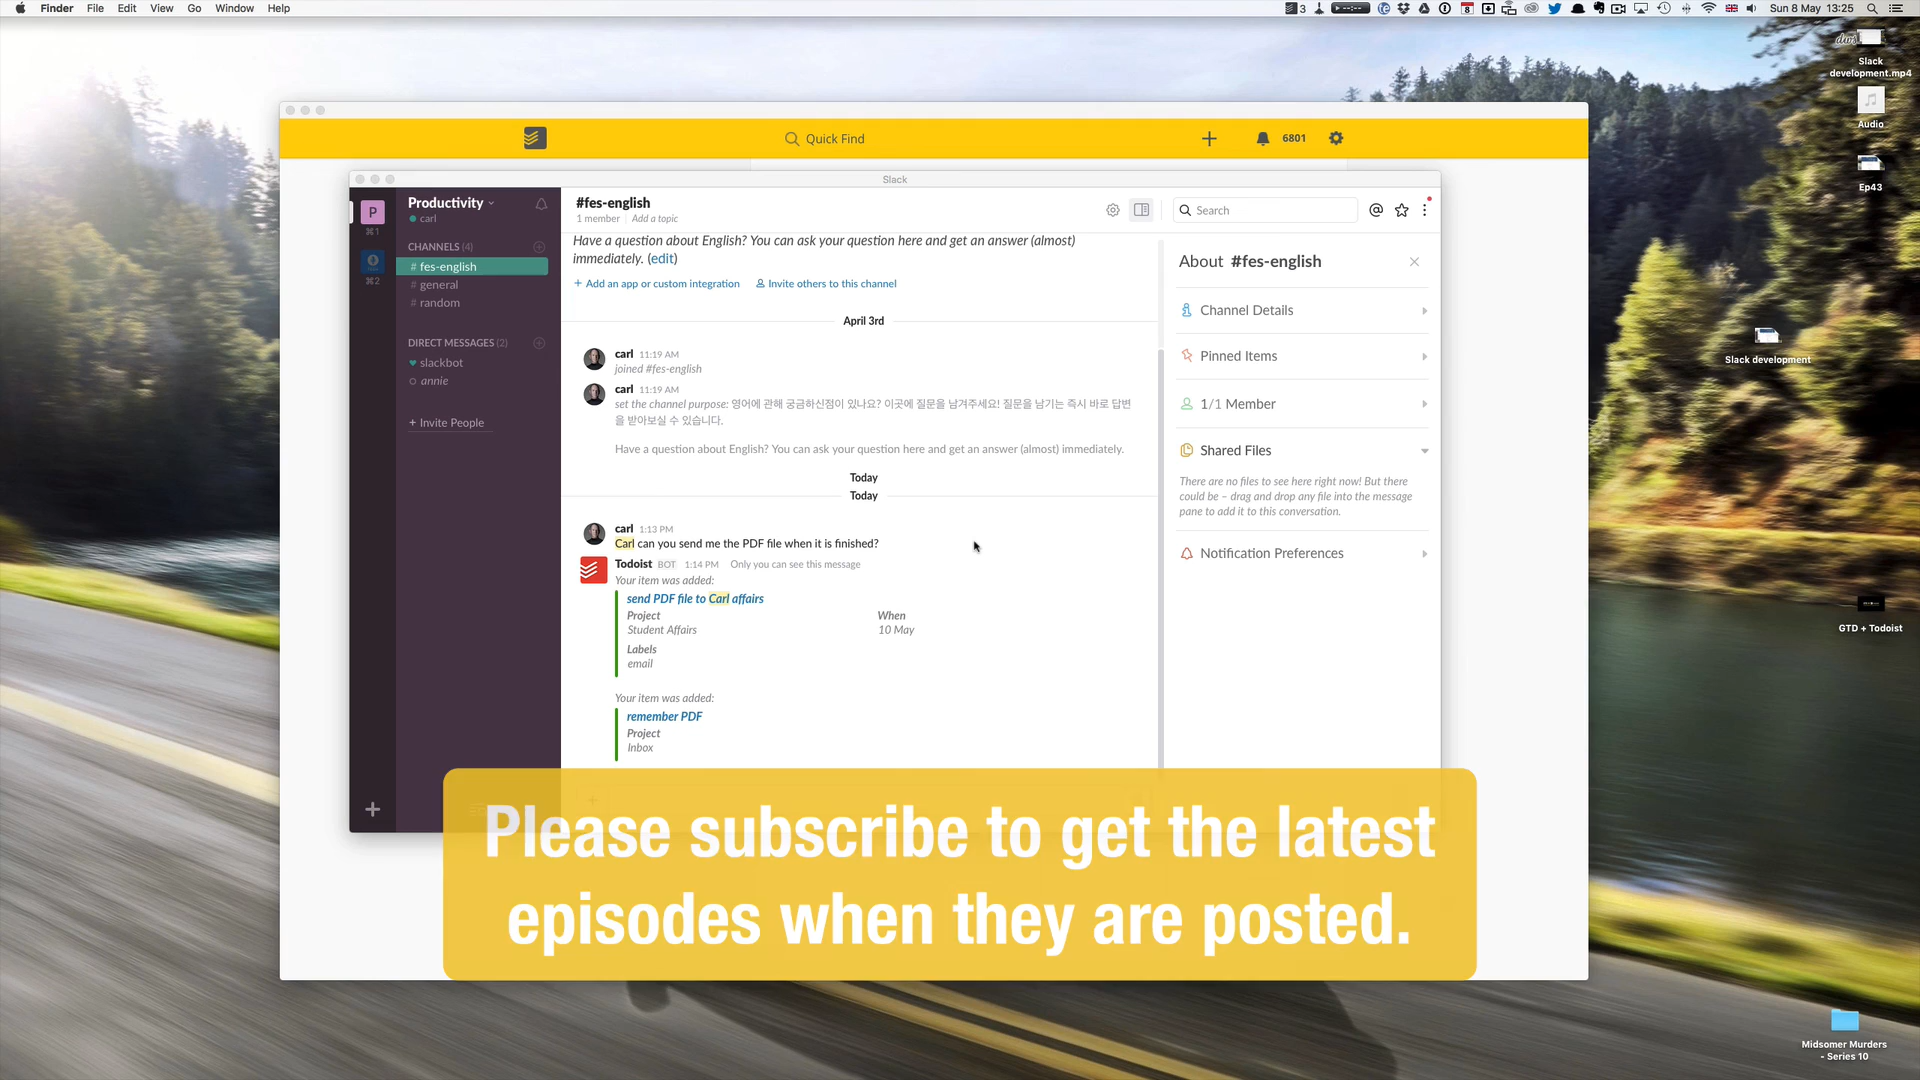 Finder File Edit View Go Window Help
3 Sun 8 May 13:25
Slack
development.mp4
Audio
Ep43
Slack development
GTD + Todoist
Midsomer Murders
- Series 10
Quick Find
6801
Slack
P
⌘1
⌘2
Productivity
carl
CHANNELS (4)
# fes-english
# general
# random
DIRECT MESSAGES (2)
slackbot
annie
+ Invite People
#fes-english
1 member Add a topic
Search
Have a question about English? You can ask your question here and get an answer (almost)
immediately. (edit)
+ Add an app or custom integration Invite others to this channel
April 3rd
carl 11:19 AM
joined #fes-english
carl 11:19 AM
set the channel purpose: 영어에 관해 궁금하신점이 있나요? 이곳에 질문을 남겨주세요! 질문을 남기는 즉시 바로 답변
을 받아보실 수 있습니다.
Have a question about English? You can ask your question here and get an answer (almost) immediately.
Today
Today
carl 1:13 PM
Carl can you send me the PDF file when it is finished?
Todoist BOT 1:14 PM Only you can see this message
Your item was added:
send PDF file to Carl affairs
Project When
Student Affairs 10 May
Labels
email
Your item was added:
remember PDF
Project
Inbox
About #fes-english
Channel Details
Pinned Items
1/1 Member
Shared Files
There are no files to see here right now! But there
could be – drag and drop any file into the message
pane to add it to this conversation.
Notification Preferences
Please subscribe to get the latest
episodes when they are posted.